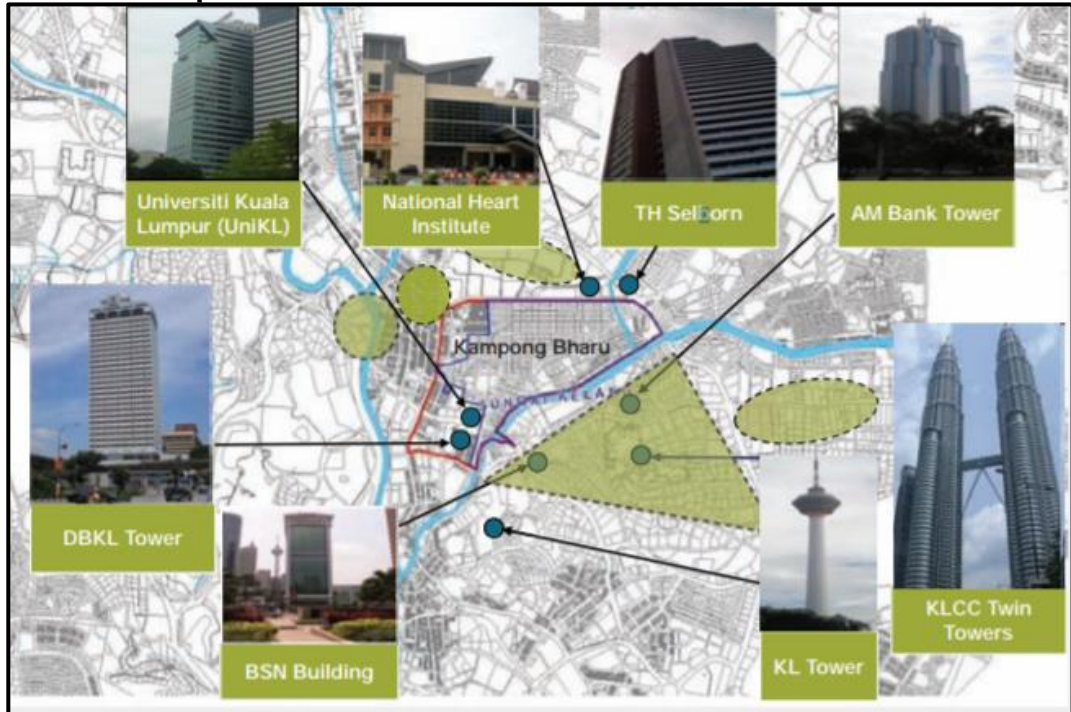 Universiti Kuala
Lumpur (UniKL)
National Heart
Institute
TH Selborn
AM Bank Tower
Kampong Bharu
DBKL Tower
BSN Building
KL Tower
KLCC Twin
Towers